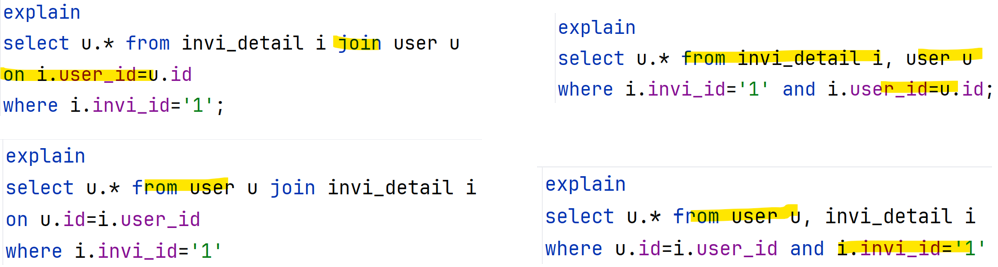 explain
select u.* from invi_detail i join user u
on i.user_id=u.id
where i.invi_id='1';
explain
select u.* from invi_detail i, user u
where i.invi_id='1' and i.user_id=u.id;
explain
select u.* from user u join invi_detail i
on u.id=i.user_id
where i.invi_id='1'
explain
select u.* from user u, invi_detail i
where u.id=i.user_id and i.invi_id='1'